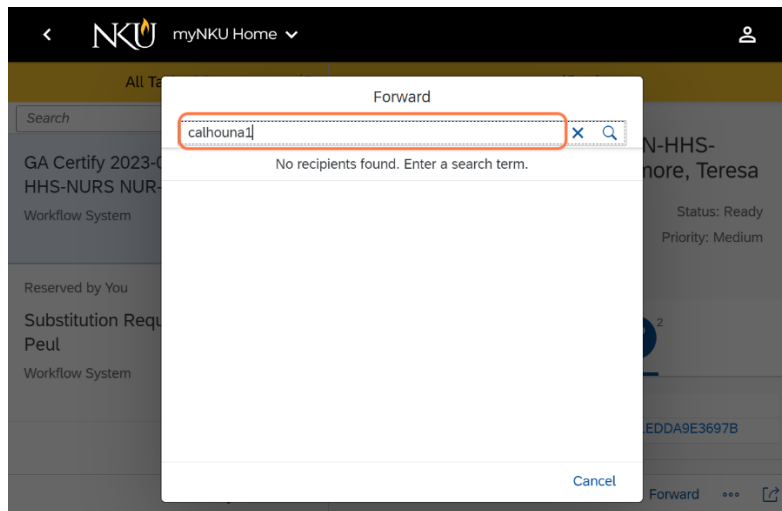 NKU myNKU Home
All Ta
Forward
Search
calhouna1
No recipients found. Enter a search term.
GA Certify 2023-0
HHS-NURS NUR-
Workflow System
N-HHS-
more, Teresa
Status: Ready
Priority: Medium
Reserved by You
Substitution Requ
Peul
Workflow System
2
EDDA9E3697B
Cancel
Forward